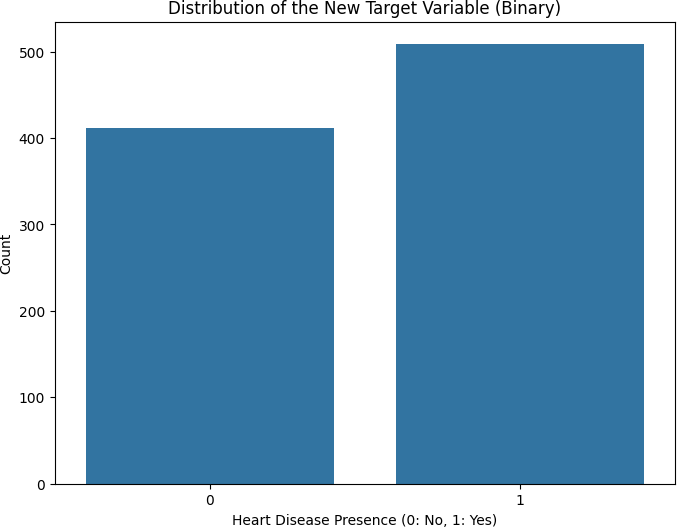 Distribution of the New Target Variable (Binary)
500
400
300
200
100
0
Count
0 1
Heart Disease Presence (0: No, 1: Yes)